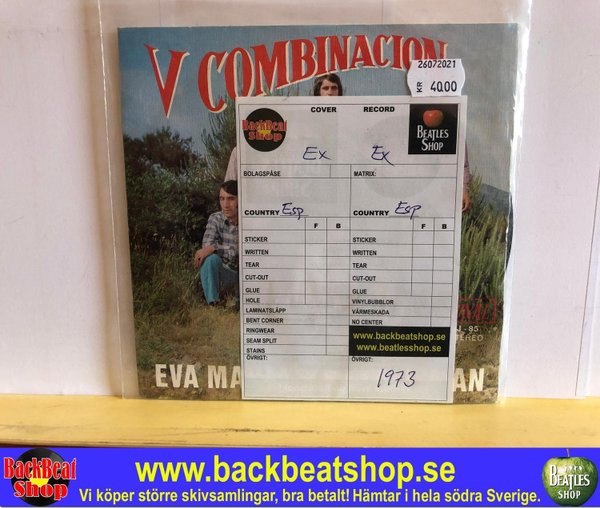 V COMBINACION
26072021
KR 40.00
COVER RECORD
BackBeat
Shop
BEATLES
SHOP
Ex Ex
BOLAGSPÅSE MATRIX:
COUNTRY Esp COUNTRY Esp
F B F B
STICKER STICKER
WRITTEN WRITTEN
TEAR TEAR
CUT-OUT CUT-OUT
GLUE GLUE
HOLE VINYLBUBBLOR
LAMINATSLÄPP VÄRMESKADA
BENT CORNER NO CENTER
RINGWEAR
SEAM SPLIT
STAINS
www.backbeatshop.se
www.beatlesshop.se
ÖVRIGT: ÖVRIGT:
1973
J-85
EVA MA AN
BackBeat
Shop
www.backbeatshop.se
Vi köper större skivsamlingar, bra betalt! Hämtar i hela södra Sverige.
BEATLES
SHOP